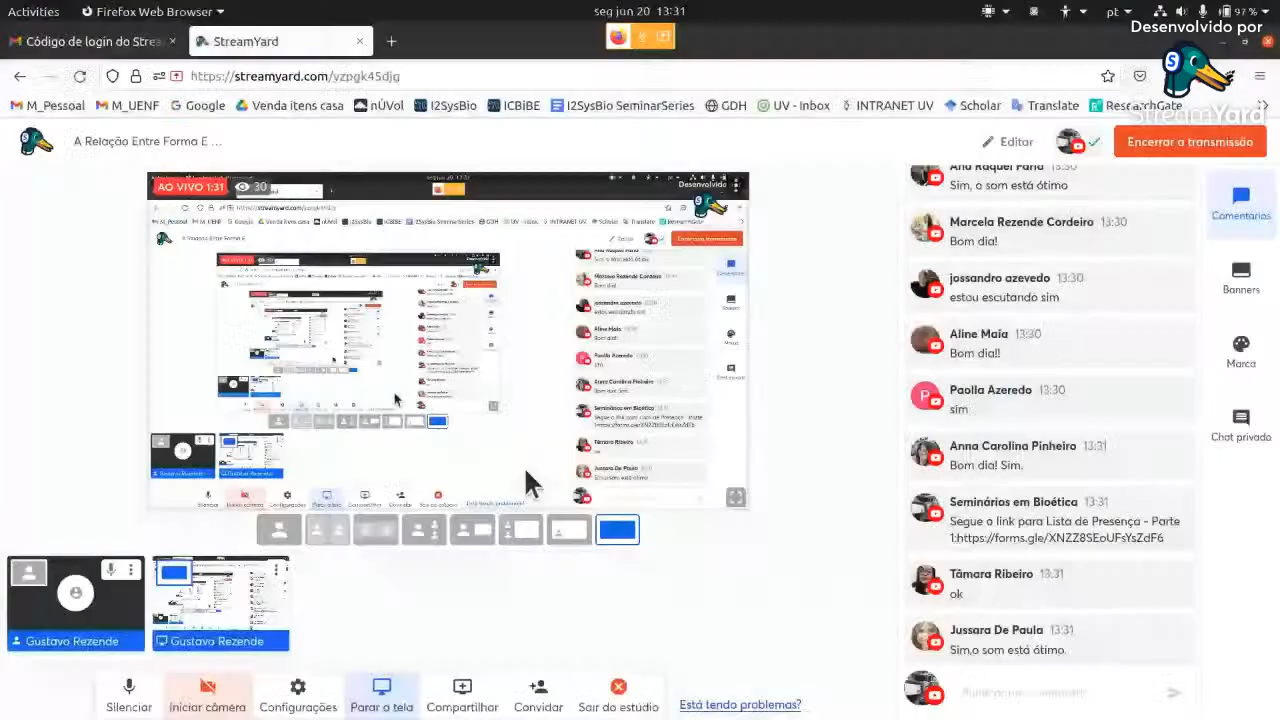 Activities
Firefox Web Browser
seg jun 20 13:31
pt
97%
Desenvolvido por
StreamYard
Código de login do Strea
StreamYard
https://streamyard.com/yzpgk45djg
M_Pessoal
M_UENF
Google
Venda itens casa
nÚVol
I2SysBio
ICBiBE
I2SysBio SeminarSeries
GDH
UV - Inbox
INTRANET UV
Scholar
Translate
ResearchGate
A Relação Entre Forma E ...
Editar
Encerrar a transmissão
AO VIVO 1:31
30
Ana Raquel Faria 13:30
Sim, o som está ótimo
Marcela Rezende Cordeiro 13:30
Bom dia!
josandro azevedo 13:30
estou escutando sim
Aline Maia 13:30
Bom dia!!
Paolla Azeredo 13:30
sim
Anna Carolina Pinheiro 13:31
Bom dia! Sim.
Seminários em Bioética 13:31
Segue o link para Lista de Presença - Parte
1:https://forms.gle/XNZZ8SEoUFsYsZdF6
Tâmara Ribeiro 13:31
ok
Jussara De Paula 13:31
Sim,o som está ótimo.
Comentários
Banners
Marca
Chat privado
Gustavo Rezende
Gustavo Rezende
Silenciar
Iniciar câmera
Configurações
Parar a tela
Compartilhar
Convidar
Sair do estúdio
Está tendo problemas?